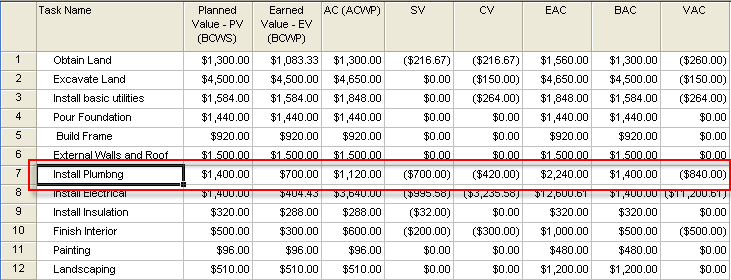 Task Name Planned Value - PV (BCWS) Earned Value - EV (BCWP) AC (ACWP) SV CV EAC BAC VAC
1 Obtain Land $1,300.00 $1,083.33 $1,300.00 ($216.67) ($216.67) $1,560.00 $1,300.00 ($260.00)
2 Excavate Land $4,500.00 $4,500.00 $4,650.00 $0.00 ($150.00) $4,650.00 $4,500.00 ($150.00)
3 Install basic utilities $1,584.00 $1,584.00 $1,848.00 $0.00 ($264.00) $1,848.00 $1,584.00 ($264.00)
4 Pour Foundation $1,440.00 $1,440.00 $1,440.00 $0.00 $0.00 $1,440.00 $1,440.00 $0.00
5 Build Frame $920.00 $920.00 $920.00 $0.00 $0.00 $920.00 $920.00 $0.00
6 External Walls and Roof $1,500.00 $1,500.00 $1,500.00 $0.00 $0.00 $1,500.00 $1,500.00 $0.00
7 Install Plumbng $1,400.00 $700.00 $1,120.00 ($700.00) ($420.00) $2,240.00 $1,400.00 ($840.00)
8 Install Electrical $1,400.00 $404.43 $3,640.00 ($995.58) ($3,235.58) $12,600.61 $1,400.00 ($11,200.61)
9 Install Insulation $320.00 $288.00 $288.00 ($32.00) $0.00 $320.00 $320.00 $0.00
10 Finish Interior $500.00 $300.00 $600.00 ($200.00) ($300.00) $1,000.00 $500.00 ($500.00)
11 Painting $96.00 $96.00 $96.00 $0.00 $0.00 $480.00 $480.00 $0.00
12 Landscaping $510.00 $510.00 $510.00 $0.00 $0.00 $1,200.00 $1,200.00 $0.00